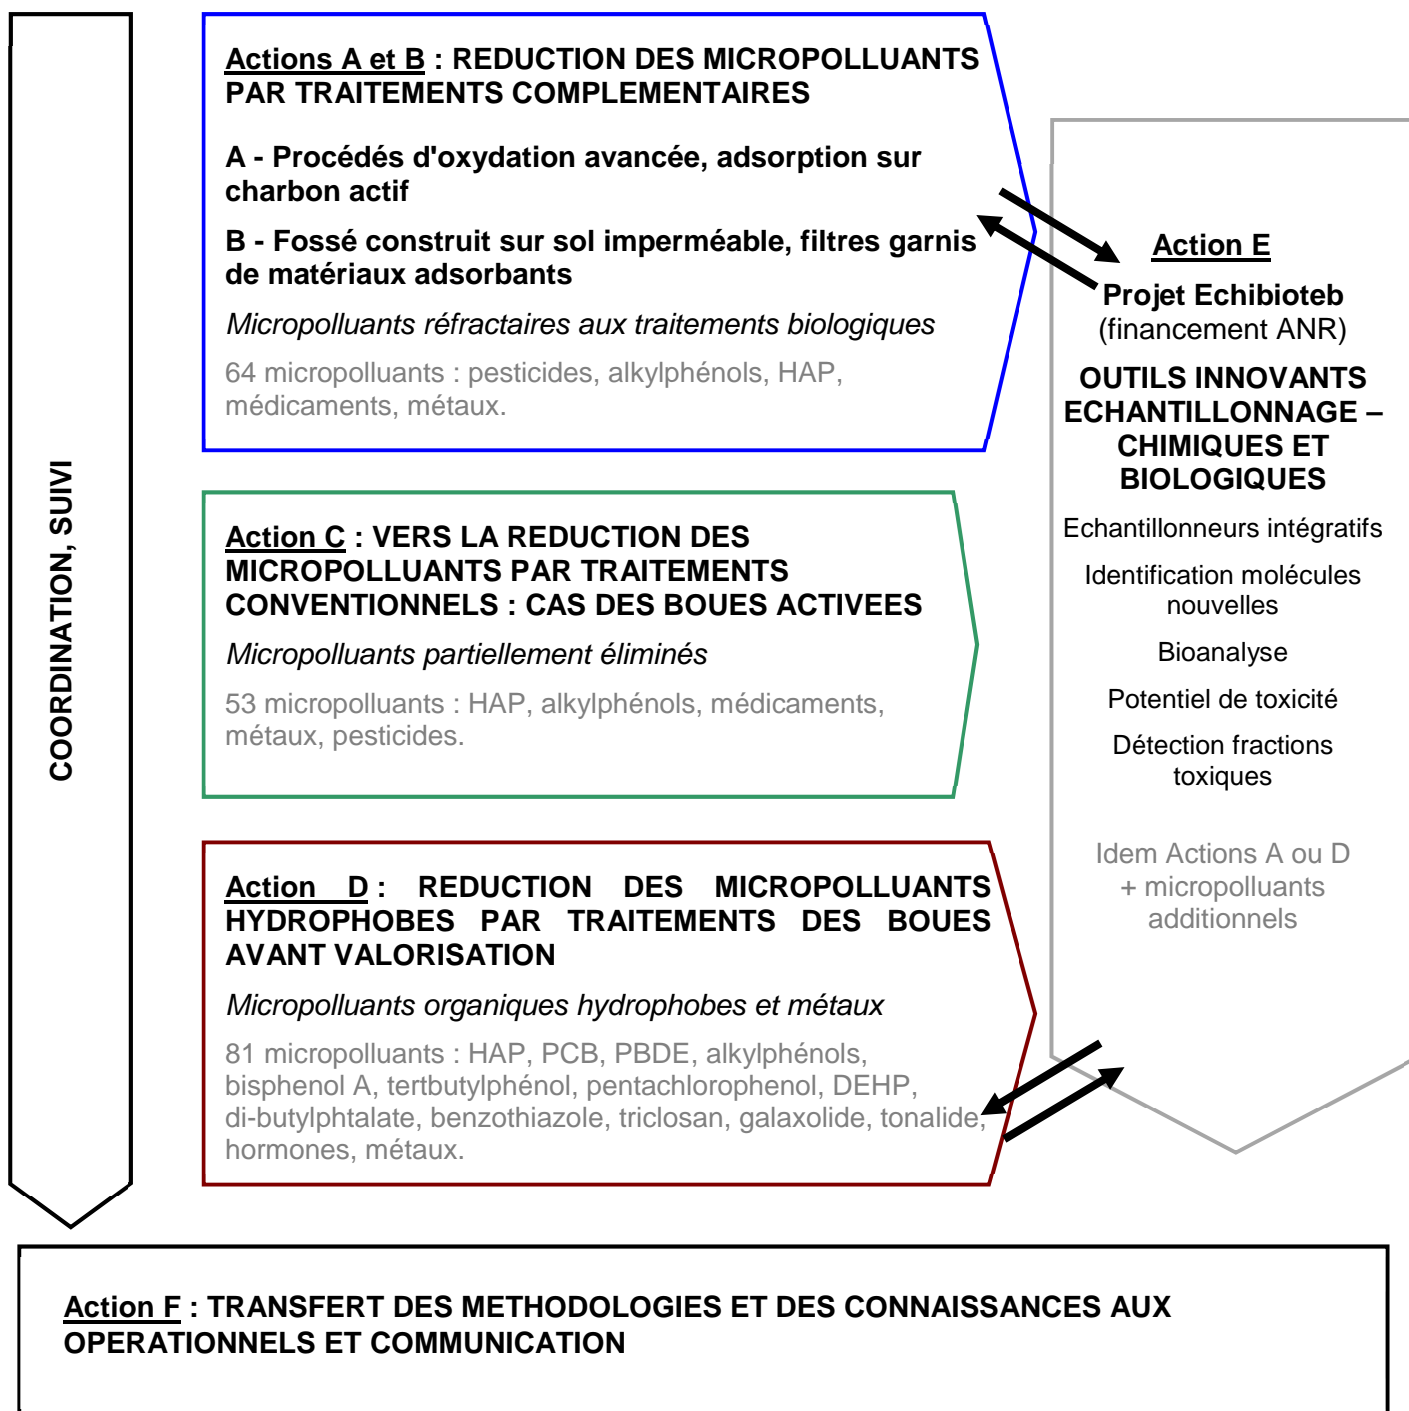 COORDINATION, SUIVI
Actions A et B : REDUCTION DES MICROPOLLUANTS
PAR TRAITEMENTS COMPLEMENTAIRES
A - Procédés d'oxydation avancée, adsorption sur
charbon actif
B - Fossé construit sur sol imperméable, filtres garnis
de matériaux adsorbants
Micropolluants réfractaires aux traitements biologiques
64 micropolluants : pesticides, alkylphénols, HAP,
médicaments, métaux.
Action C : VERS LA REDUCTION DES
MICROPOLLUANTS PAR TRAITEMENTS
CONVENTIONNELS : CAS DES BOUES ACTIVEES
Micropolluants partiellement éliminés
53 micropolluants : HAP, alkylphénols, médicaments,
métaux, pesticides.
Action D : REDUCTION DES MICROPOLLUANTS
HYDROPHOBES PAR TRAITEMENTS DES BOUES
AVANT VALORISATION
Micropolluants organiques hydrophobes et métaux
81 micropolluants : HAP, PCB, PBDE, alkylphénols,
bisphenol A, tertbutylphénol, pentachlorophenol, DEHP,
di-butylphtalate, benzothiazole, triclosan, galaxolide, tonalide,
hormones, métaux.
Action E
Projet Echibioteb
(financement ANR)
OUTILS INNOVANTS
ECHANTILLONNAGE –
CHIMIQUES ET
BIOLOGIQUES
Echantillonneurs intégratifs
Identification molécules
nouvelles
Bioanalyse
Potentiel de toxicité
Détection fractions
toxiques
Idem Actions A ou D
+ micropolluants
additionnels
Action F : TRANSFERT DES METHODOLOGIES ET DES CONNAISSANCES AUX
OPERATIONNELS ET COMMUNICATION